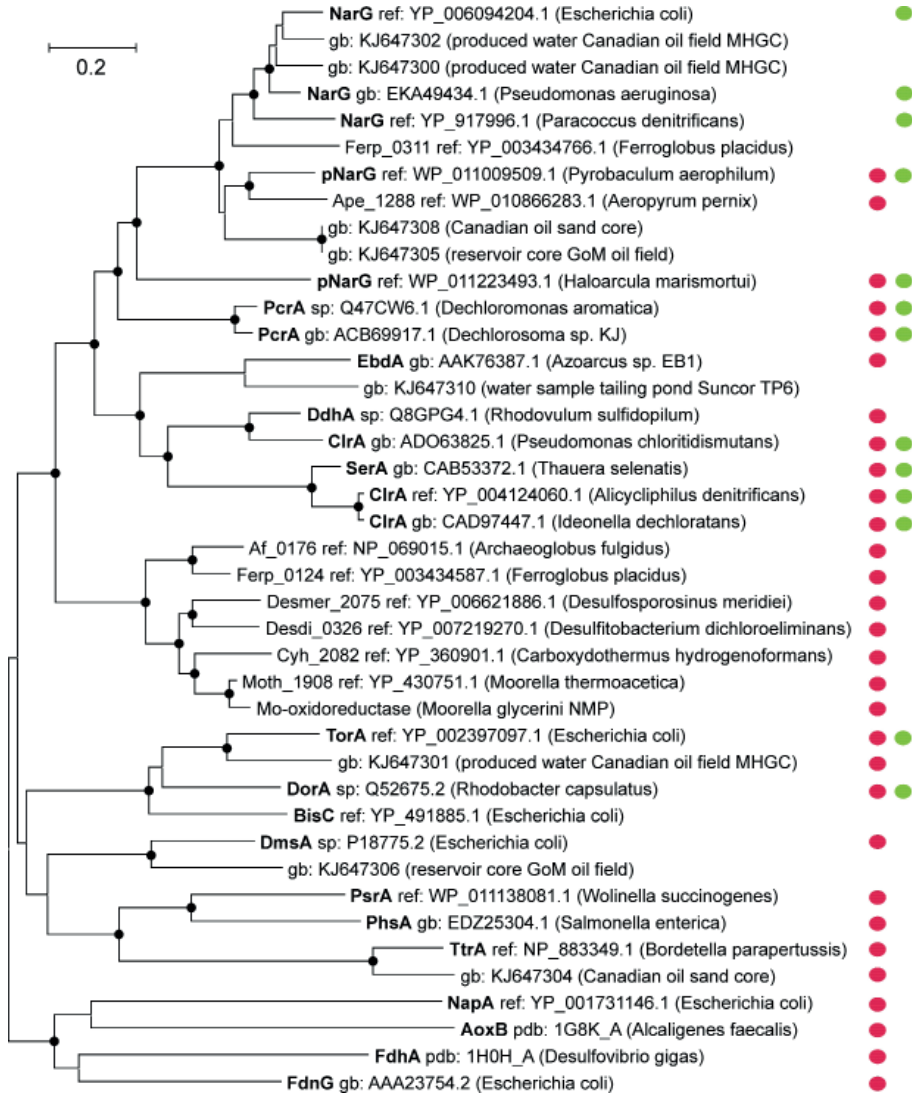 NarG ref: YP_006094204.1 (Escherichia coli)
0.2
gb: KJ647302 (produced water Canadian oil field MHGC)
gb: KJ647300 (produced water Canadian oil field MHGC)
NarG gb: EKA49434.1 (Pseudomonas aeruginosa)
NarG ref: YP_917996.1 (Paracoccus denitrificans)
Ferp_0311 ref: YP_003434766.1 (Ferroglobus placidus)
pNarG ref: WP_011009509.1 (Pyrobaculum aerophilum)
Ape_1288 ref: WP_010866283.1 (Aeropyrum pernix)
gb: KJ647308 (Canadian oil sand core)
gb: KJ647305 (reservoir core GoM oil field)
pNarG ref: WP_011223493.1 (Haloarcula marismortui)
PcrA sp: Q47CW6.1 (Dechloromonas aromatica)
PcrA gb: ACB69917.1 (Dechlorosoma sp. KJ)
EbdA gb: AAK76387.1 (Azoarcus sp. EB1)
gb: KJ647310 (water sample tailing pond Suncor TP6)
DdhA sp: Q8GPG4.1 (Rhodovulum sulfidopilum)
ClrA gb: ADO63825.1 (Pseudomonas chloritidismutans)
SerA gb: CAB53372.1 (Thauera selenatis)
ClrA ref: YP_004124060.1 (Alicycliphilus denitrificans)
ClrA gb: CAD97447.1 (Ideonella dechloratans)
Af_0176 ref: NP_069015.1 (Archaeoglobus fulgidus)
Ferp_0124 ref: YP_003434587.1 (Ferroglobus placidus)
Desmer_2075 ref: YP_006621886.1 (Desulfosporosinus meridiei)
Desdi_0326 ref: YP_007219270.1 (Desulfitobacterium dichloroeliminans)
Cyh_2082 ref: YP_360901.1 (Carboxydothermus hydrogenoformans)
Moth_1908 ref: YP_430751.1 (Moorella thermoacetica)
Mo-oxidoreductase (Moorella glycerini NMP)
TorA ref: YP_002397097.1 (Escherichia coli)
gb: KJ647301 (produced water Canadian oil field MHGC)
DorA sp: Q52675.2 (Rhodobacter capsulatus)
BisC ref: YP_491885.1 (Escherichia coli)
DmsA sp: P18775.2 (Escherichia coli)
gb: KJ647306 (reservoir core GoM oil field)
PsrA ref: WP_011138081.1 (Wolinella succinogenes)
PhsA gb: EDZ25304.1 (Salmonella enterica)
TtrA ref: NP_883349.1 (Bordetella parapertussis)
gb: KJ647304 (Canadian oil sand core)
NapA ref: YP_001731146.1 (Escherichia coli)
AoxB pdb: 1G8K_A (Alcaligenes faecalis)
FdhA pdb: 1H0H_A (Desulfovibrio gigas)
FdnG gb: AAA23754.2 (Escherichia coli)